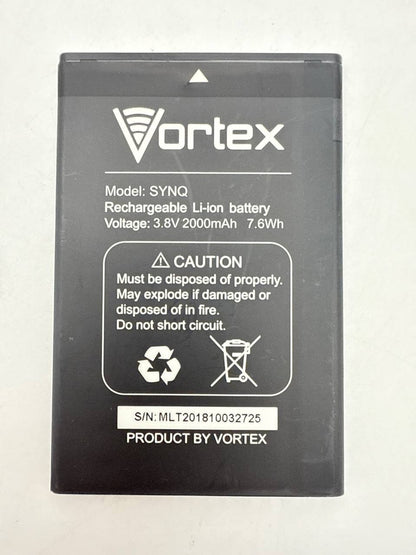 Vortex
Model: SYNQ
Rechargeable Li-ion battery
Voltage: 3.8V 2000mAh 7.6Wh
CAUTION
Must be disposed of properly.
May explode if damaged or
disposed of in fire.
Do not short circuit.
S/N: MLT201810032725
PRODUCT BY VORTEX